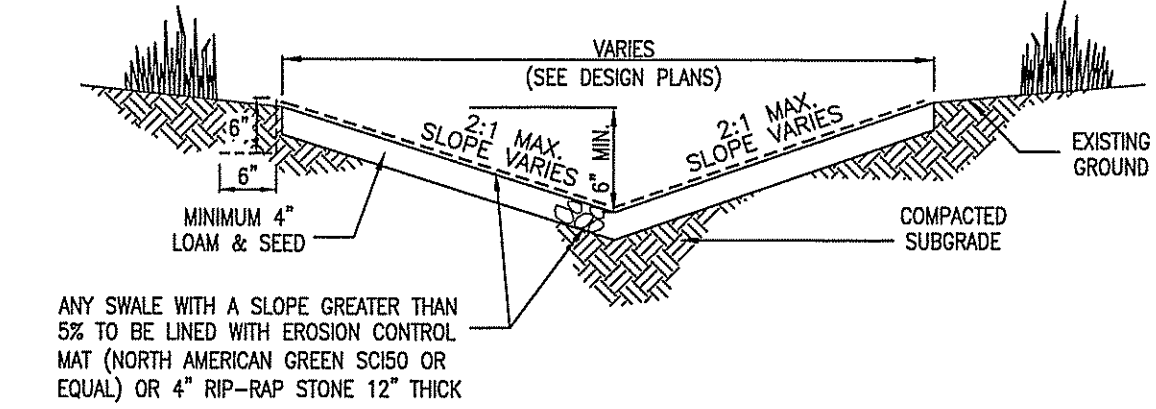 VARIES
(SEE DESIGN PLANS)
2:1 MAX.
SLOPE VARIES
6" MIN.
2:1 MAX.
SLOPE VARIES
6"
6"
EXISTING
GROUND
MINIMUM 4"
LOAM & SEED
COMPACTED
SUBGRADE
ANY SWALE WITH A SLOPE GREATER THAN
5% TO BE LINED WITH EROSION CONTROL
MAT (NORTH AMERICAN GREEN SC150 OR
EQUAL) OR 4" RIP-RAP STONE 12" THICK